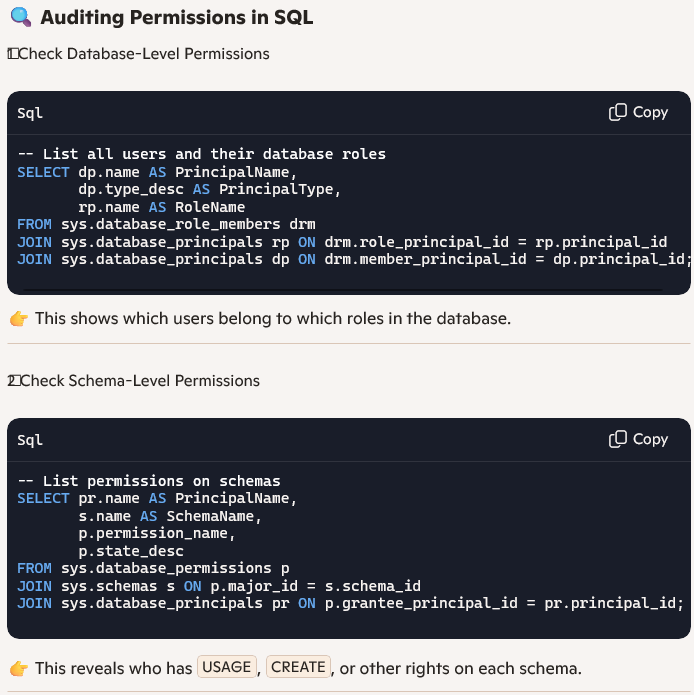 🔍 Auditing Permissions in SQL
1️⃣Check Database-Level Permissions
Sql Copy
-- List all users and their database roles
SELECT dp.name AS PrincipalName,
       dp.type_desc AS PrincipalType,
       rp.name AS RoleName
FROM sys.database_role_members drm
JOIN sys.database_principals rp ON drm.role_principal_id = rp.principal_id
JOIN sys.database_principals dp ON drm.member_principal_id = dp.principal_id;
👉 This shows which users belong to which roles in the database.
2️⃣Check Schema-Level Permissions
Sql Copy
-- List permissions on schemas
SELECT pr.name AS PrincipalName,
       s.name AS SchemaName,
       p.permission_name,
       p.state_desc
FROM sys.database_permissions p
JOIN sys.schemas s ON p.major_id = s.schema_id
JOIN sys.database_principals pr ON p.grantee_principal_id = pr.principal_id;
👉 This reveals who has USAGE, CREATE, or other rights on each schema.